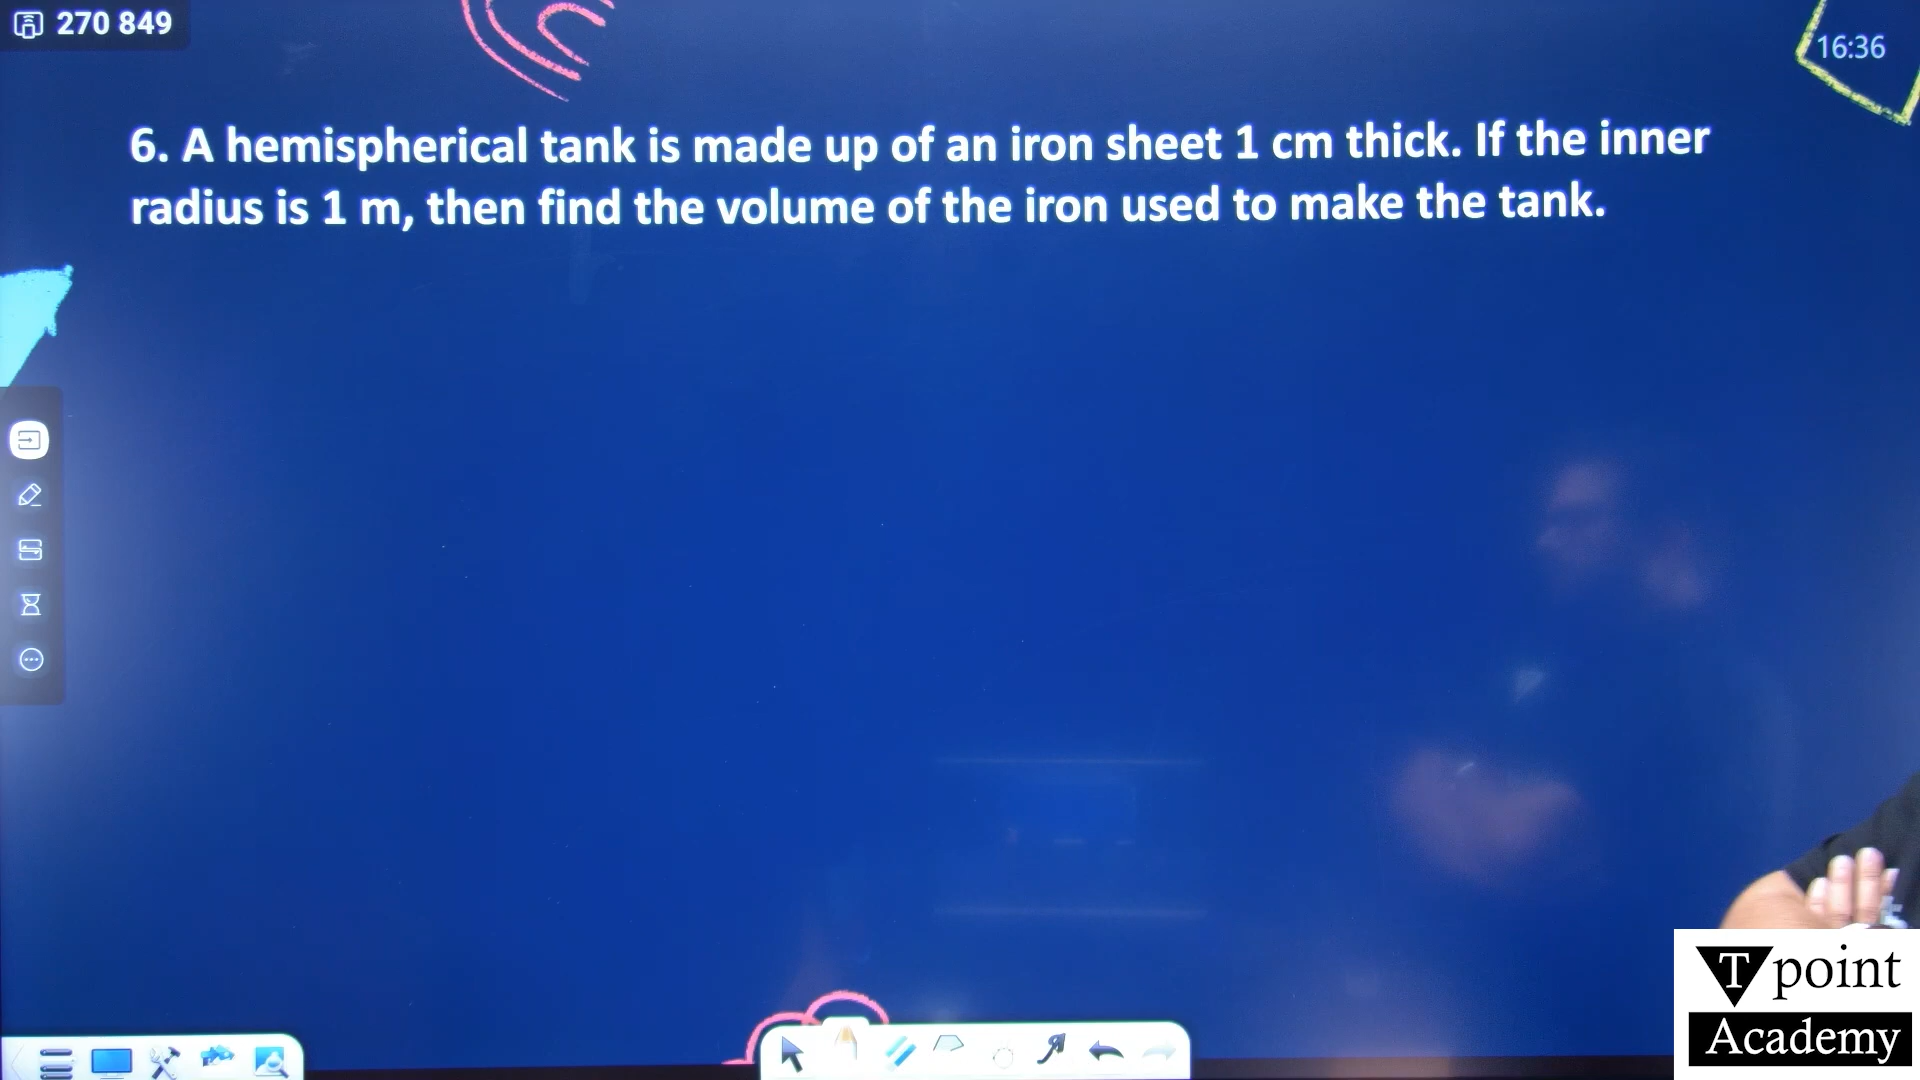 270 849
16:36
6. A hemispherical tank is made up of an iron sheet 1 cm thick. If the inner
radius is 1 m, then find the volume of the iron used to make the tank.
T point
Academy